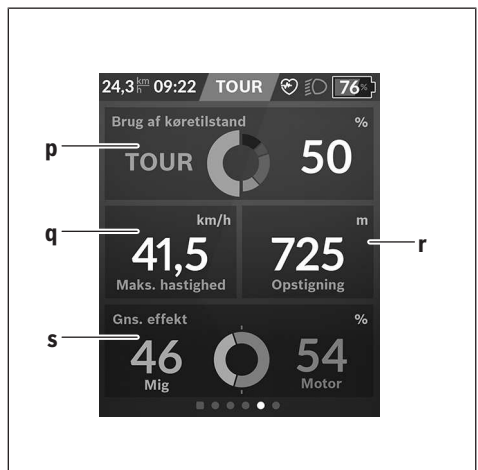 24,3 km/h 09:22 TOUR 76%
Brug af køretilstand %
p TOUR 50
q km/h m
41,5 725 r
Maks. hastighed Opstigning
Gns. effekt %
s 46 54
Mig Motor